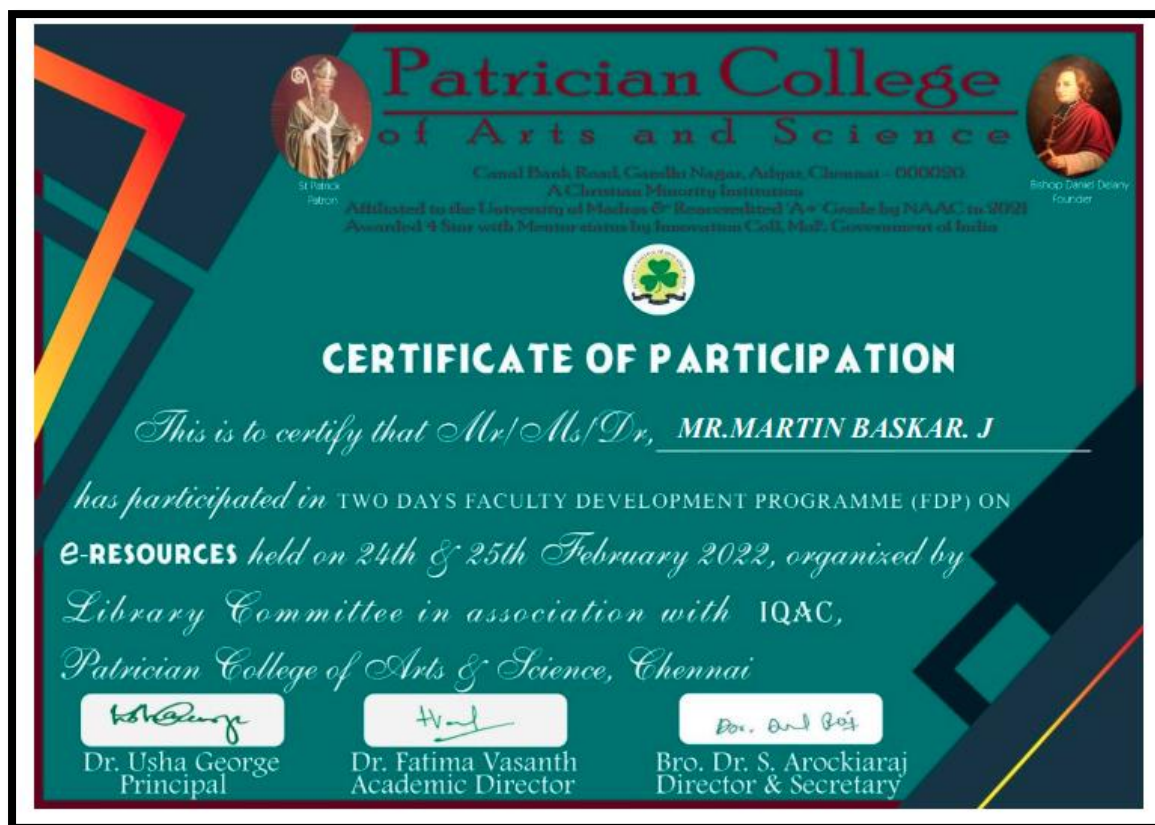 Patrician College
of Arts and Science
Canal Bank Road, Gandhi Nagar, Adyar, Chennai - 600020.
A Christian Minority Institution
Affiliated to the University of Madras & Reaccredited 'A+' Grade by NAAC in 2021
Awarded 4 Star with Mentor status by Innovation Cell, MoE, Government of India
St Patrick
Patron
Bishop Daniel Delany
Founder
CERTIFICATE OF PARTICIPATION
This is to certify that Mr/Ms/Dr, MR.MARTIN BASKAR. J
has participated in TWO DAYS FACULTY DEVELOPMENT PROGRAMME (FDP) ON
e-RESOURCES held on 24th & 25th February 2022, organized by
Library Committee in association with IQAC,
Patrician College of Arts & Science, Chennai
Dr. Usha George
Principal
Dr. Fatima Vasanth
Academic Director
Bro. Dr. S. Arockiaraj
Director & Secretary